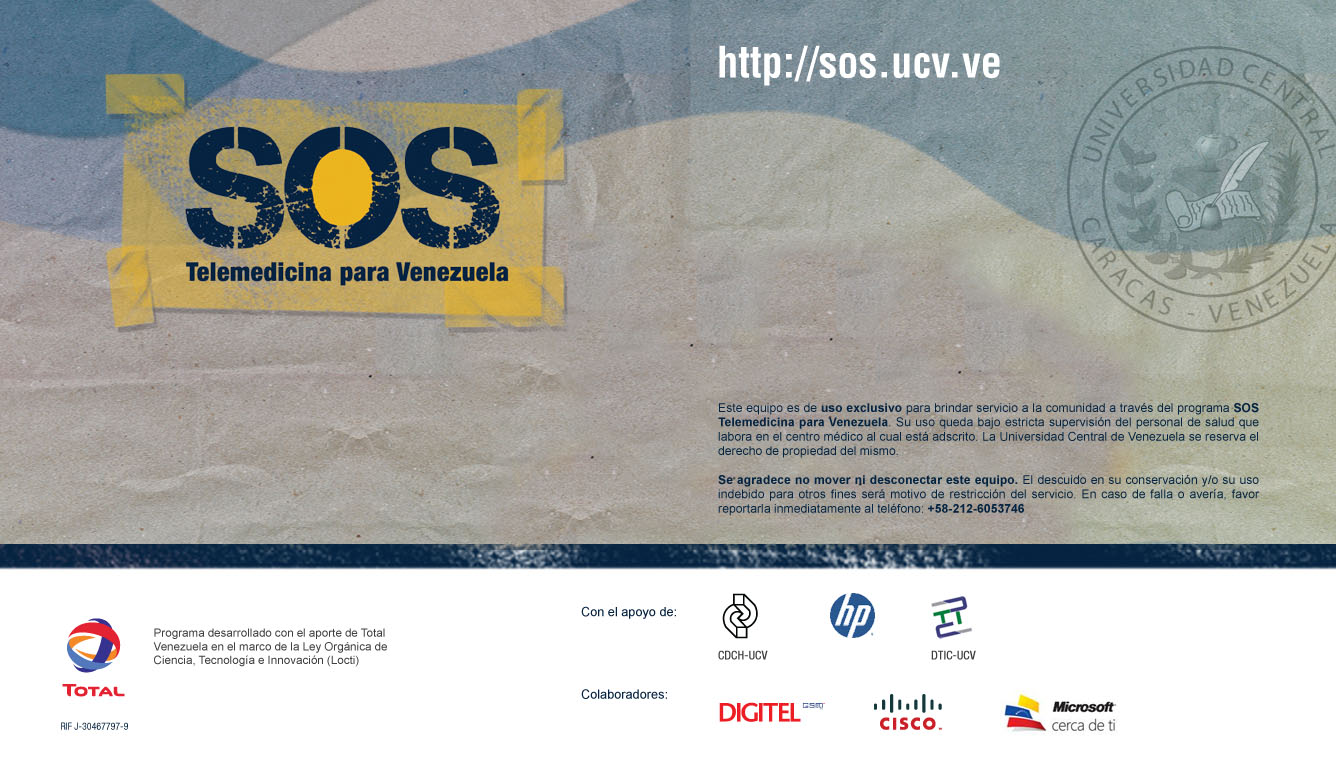 http://sos.ucv.ve
UNIVERSIDAD CENTRAL
CARACAS - VENEZUELA
SOS
Telemedicina para Venezuela
Este equipo es de uso exclusivo para brindar servicio a la comunidad a través del programa SOS
Telemedicina para Venezuela. Su uso queda bajo estricta supervisión del personal de salud que
labora en el centro médico al cual está adscrito. La Universidad Central de Venezuela se reserva el
derecho de propiedad del mismo.
Se agradece no mover ni desconectar este equipo. El descuido en su conservación y/o su uso
indebido para otros fines será motivo de restricción del servicio. En caso de falla o avería, favor
reportarla inmediatamente al teléfono: +58-212-6053746
Programa desarrollado con el aporte de Total
Venezuela en el marco de la Ley Orgánica de
Ciencia, Tecnología e Innovación (Locti)
TOTAL
RIF J-30467797-9
Con el apoyo de:
CDCH-UCV
hp
DTIC-UCV
Colaboradores:
DIGITEL GSM
CISCO
Microsoft
cerca de ti